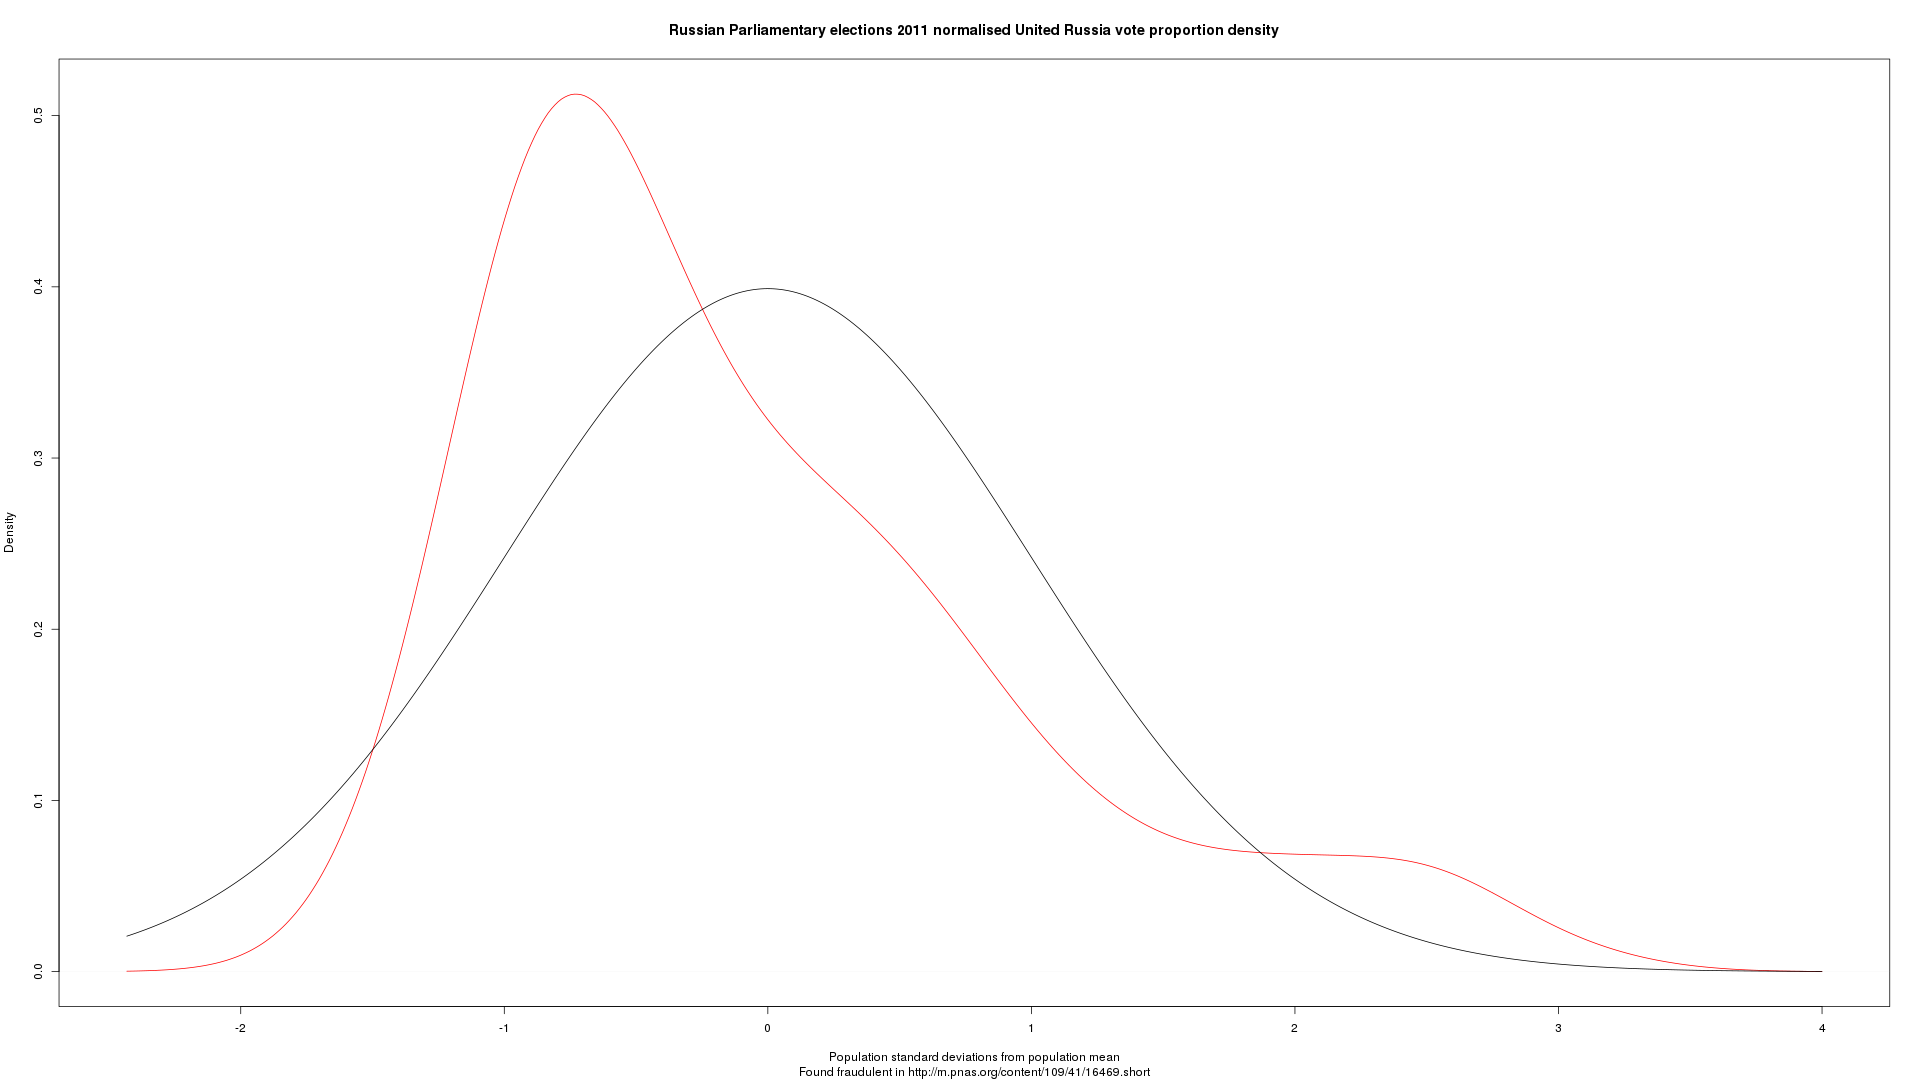 Russian Parliamentary elections 2011 normalised United Russia vote proportion density
0.5
0.4
0.3
0.2
0.1
0.0
Density
-2 -1 0 1 2 3 4
Population standard deviations from population mean
Found fraudulent in http://m.pnas.org/content/109/41/16469.short